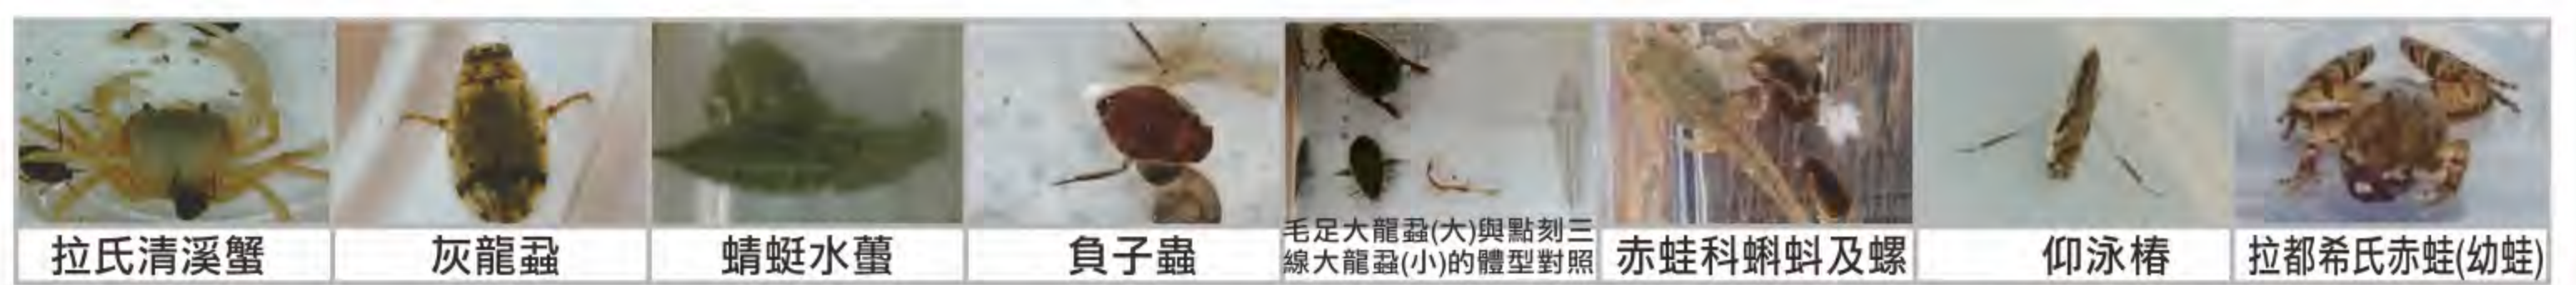 拉氏清溪蟹
灰龍蝨
蜻蜓水蠆
負子蟲
毛足大龍蝨(大)與點刻三
線大龍蝨(小)的體型對照
赤蛙科蝌蚪及螺
仰泳椿
拉都希氏赤蛙(幼蛙)